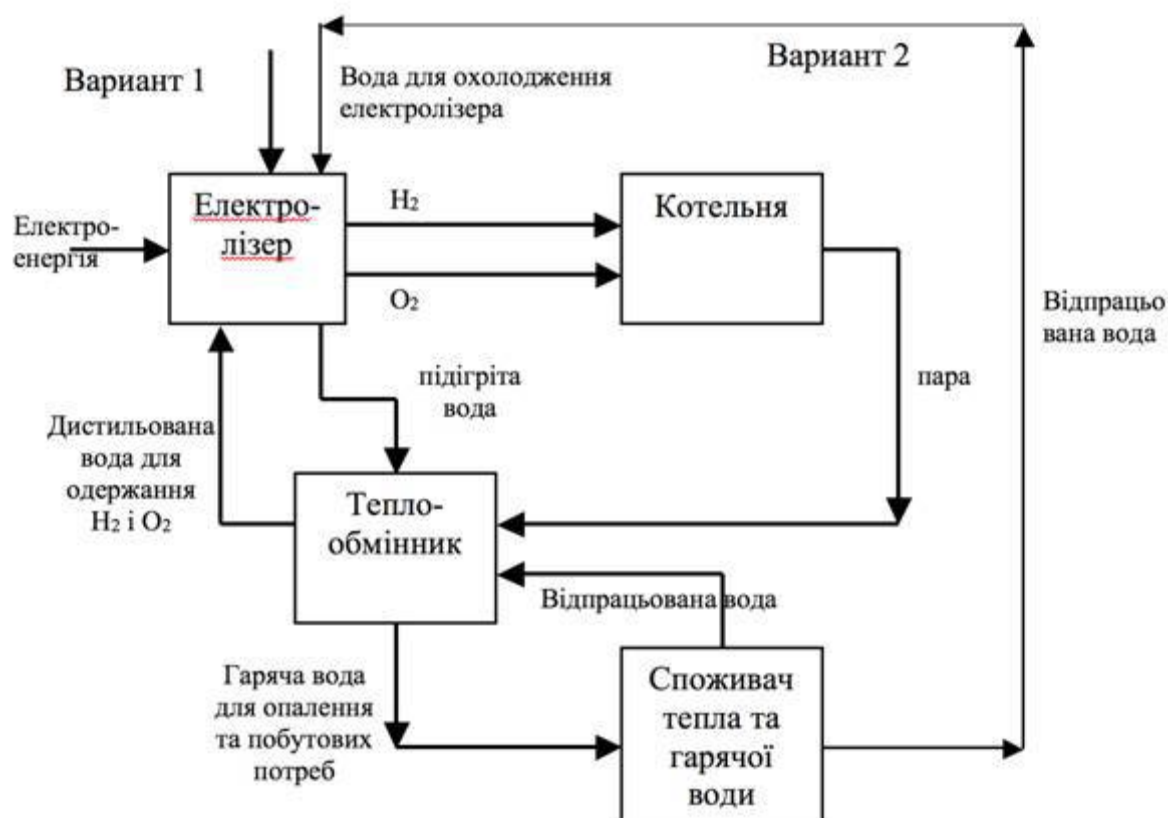 Вариант 1
Вариант 2
Вода для охолодження
електролізера
Електро-
лізер
H₂
Котельня
Електро-
енергія
O₂
Відпрацьо
вана вода
підігріта
вода
пара
Дистильована
вода для
одержання
H₂ і O₂
Тепло-
обмінник
Відпрацьована вода
Гаряча вода
для опалення
та побутових
потреб
Споживач
тепла та
гарячої
води